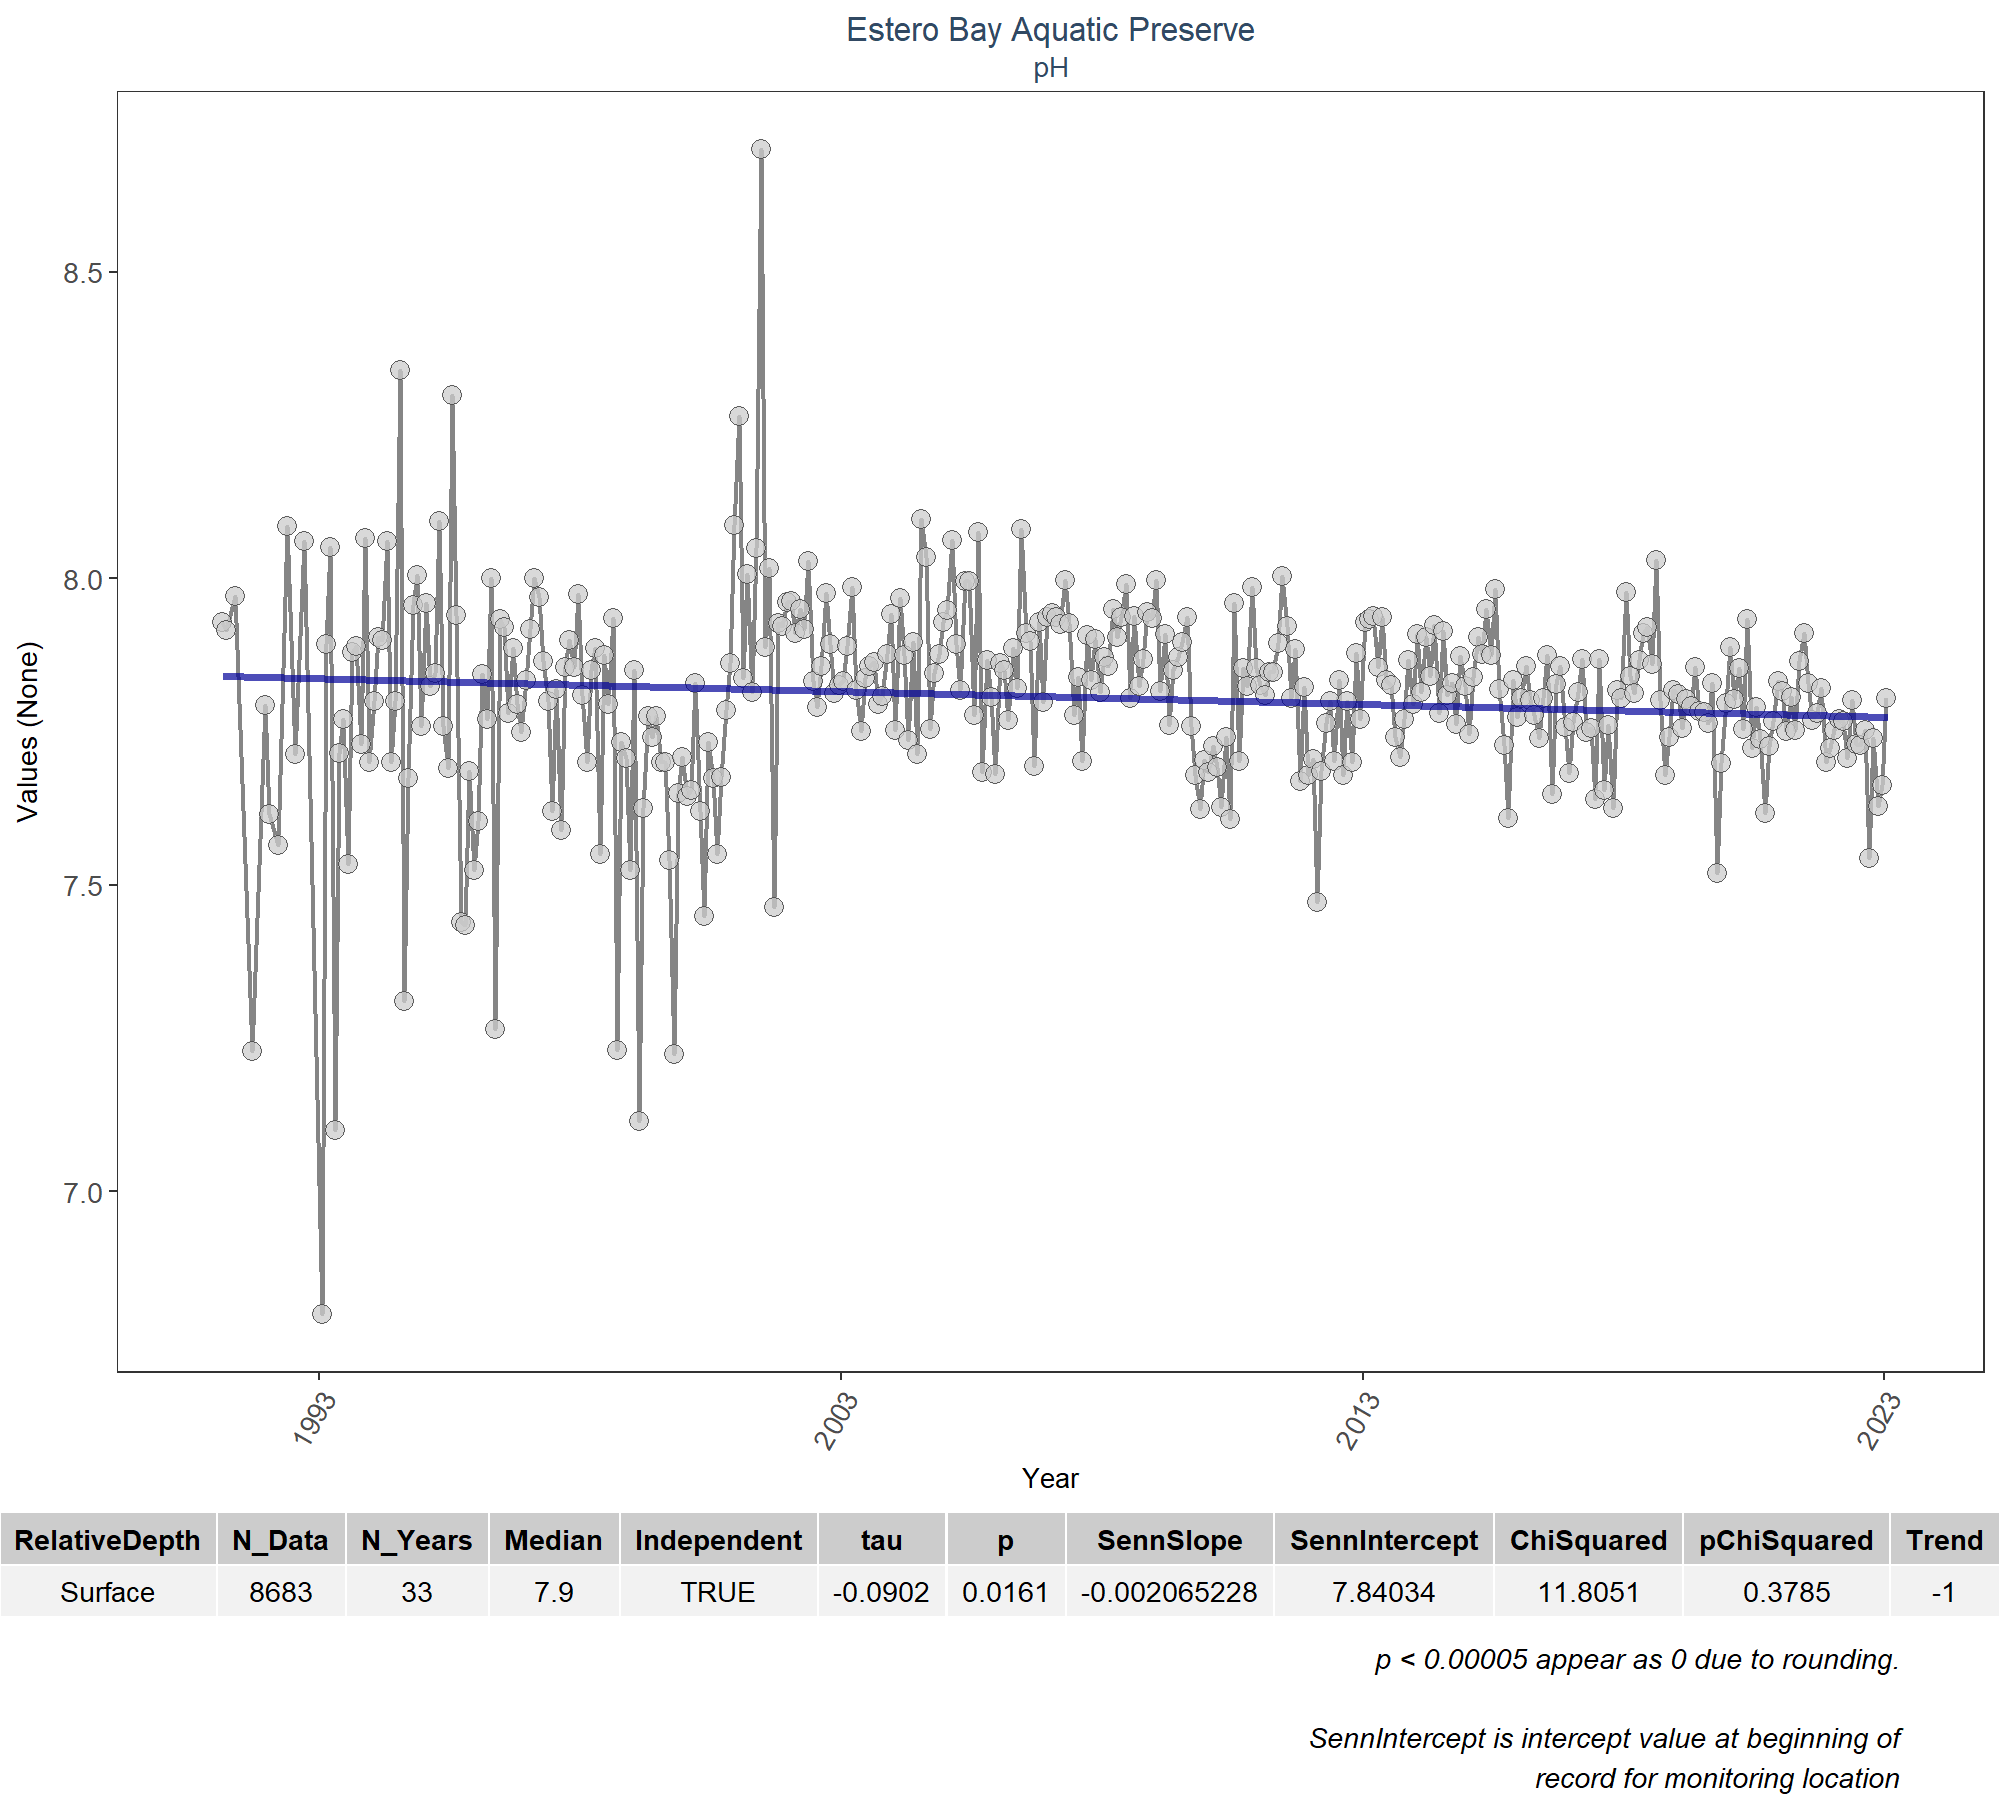 Estero Bay Aquatic Preserve
pH
Values (None)
8.5
8.0
7.5
7.0
1993
2003
2013
2023
Year
RelativeDepth N_Data N_Years Median Independent tau p SennSlope SennIntercept ChiSquared pChiSquared Trend
Surface 8683 33 7.9 TRUE -0.0902 0.0161 -0.002065228 7.84034 11.8051 0.3785 -1
p < 0.00005 appear as 0 due to rounding.
SennIntercept is intercept value at beginning of
record for monitoring location